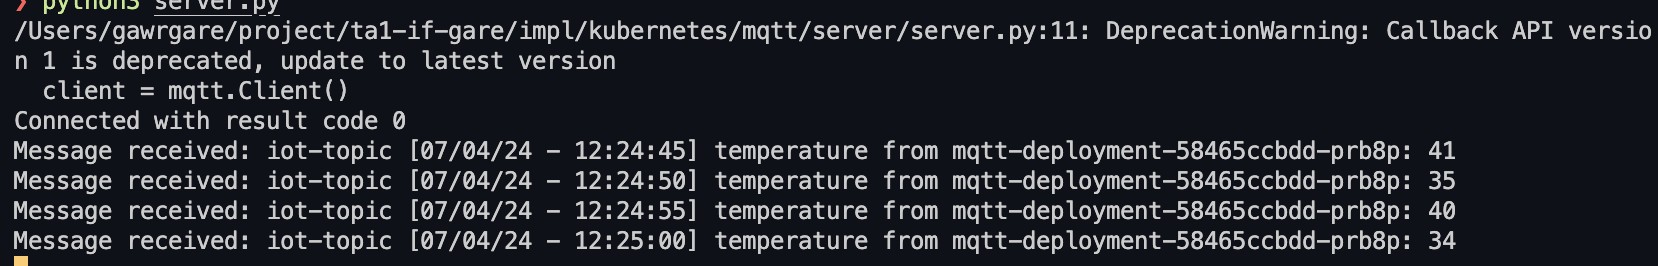 ❯ python3 server.py
/Users/gawrgare/project/ta1-if-gare/impl/kubernetes/mqtt/server/server.py:11: DeprecationWarning: Callback API versio
n 1 is deprecated, update to latest version
  client = mqtt.Client()
Connected with result code 0
Message received: iot-topic [07/04/24 - 12:24:45] temperature from mqtt-deployment-58465ccbdd-prb8p: 41
Message received: iot-topic [07/04/24 - 12:24:50] temperature from mqtt-deployment-58465ccbdd-prb8p: 35
Message received: iot-topic [07/04/24 - 12:24:55] temperature from mqtt-deployment-58465ccbdd-prb8p: 40
Message received: iot-topic [07/04/24 - 12:25:00] temperature from mqtt-deployment-58465ccbdd-prb8p: 34